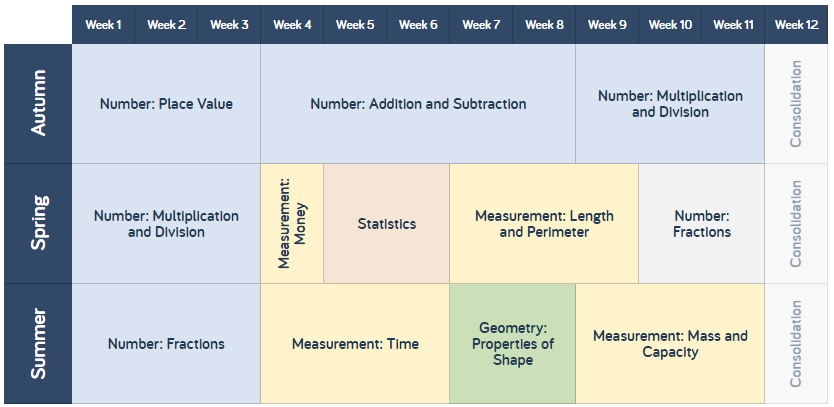 Week 1 Week 2 Week 3 Week 4 Week 5 Week 6 Week 7 Week 8 Week 9 Week 10 Week 11 Week 12
Autumn
Number: Place Value
Number: Addition and Subtraction
Number: Multiplication
and Division
Consolidation
Spring
Number: Multiplication
and Division
Measurement:
Money
Statistics
Measurement: Length
and Perimeter
Number:
Fractions
Consolidation
Summer
Number: Fractions
Measurement: Time
Geometry:
Properties of
Shape
Measurement: Mass and
Capacity
Consolidation